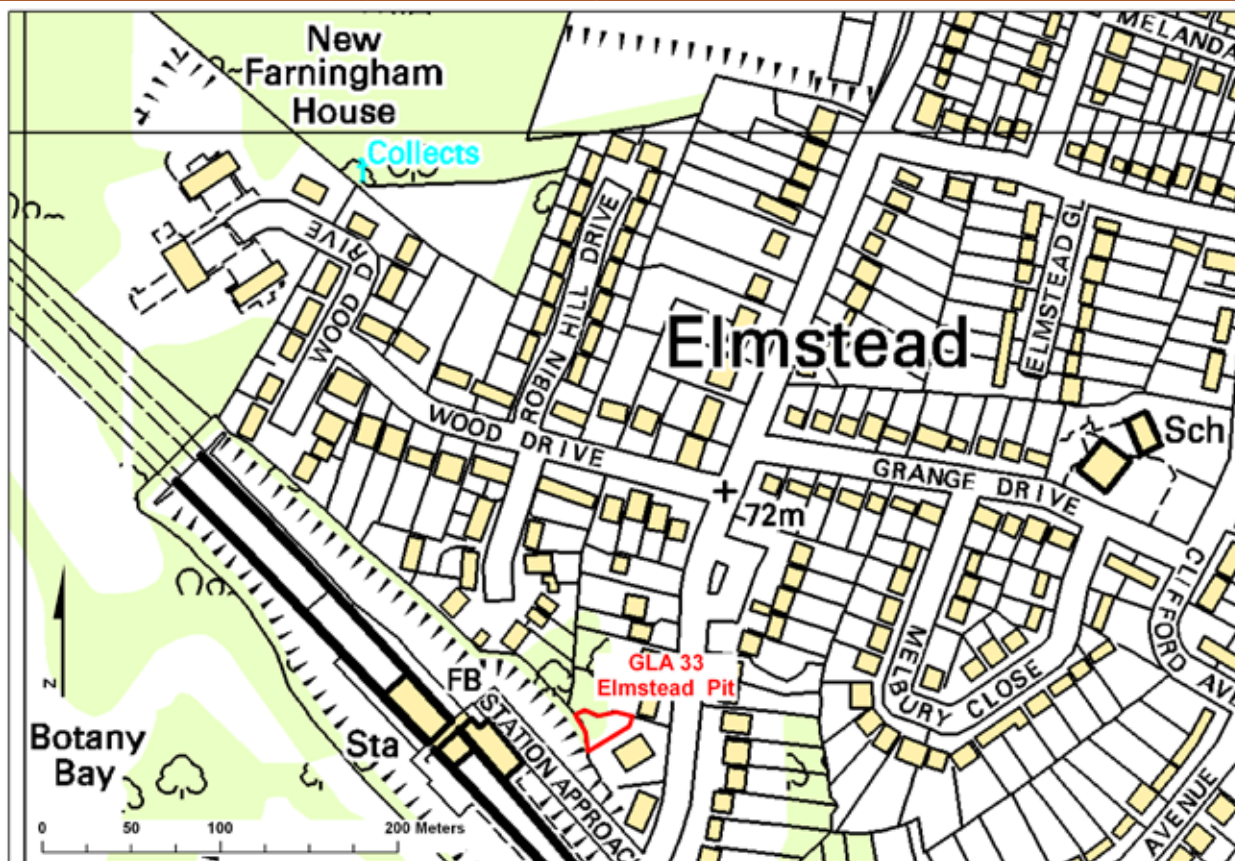 New
Farningham
House
MELANDA
Collects
WOOD DRIVE
ROBIN HILL DRIVE
ELMSTEAD GL
Elmstead
WOOD DRIVE
Sch
GRANGE DRIVE
72m
CLIFFORD AVE
MELBURY CLOSE
GLA 33
Elmstead Pit
FB
STATION APPROAC
Sta
Botany
Bay
AVENUE
N
0 50 100 200 Meters